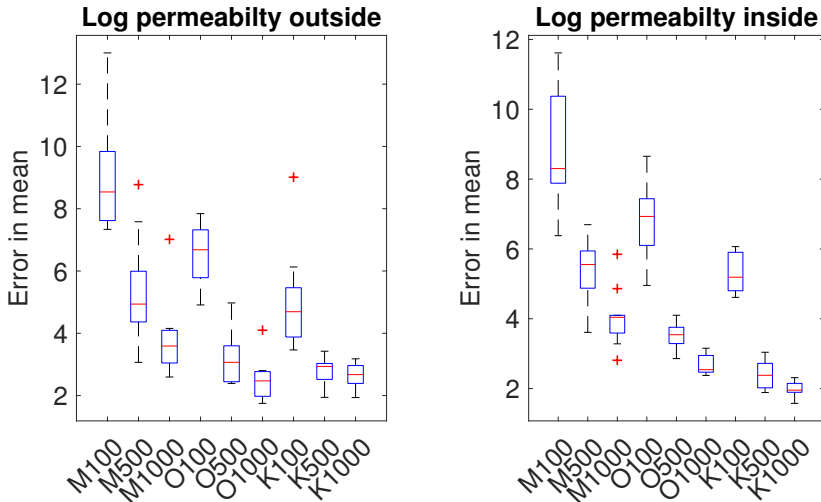 Log permeabilty outside
Error in mean
12
10
8
6
4
2
M100
M500
M1000
O100
O500
O1000
K100
K500
K1000
Log permeabilty inside
Error in mean
12
10
8
6
4
2
M100
M500
M1000
O100
O500
O1000
K100
K500
K1000